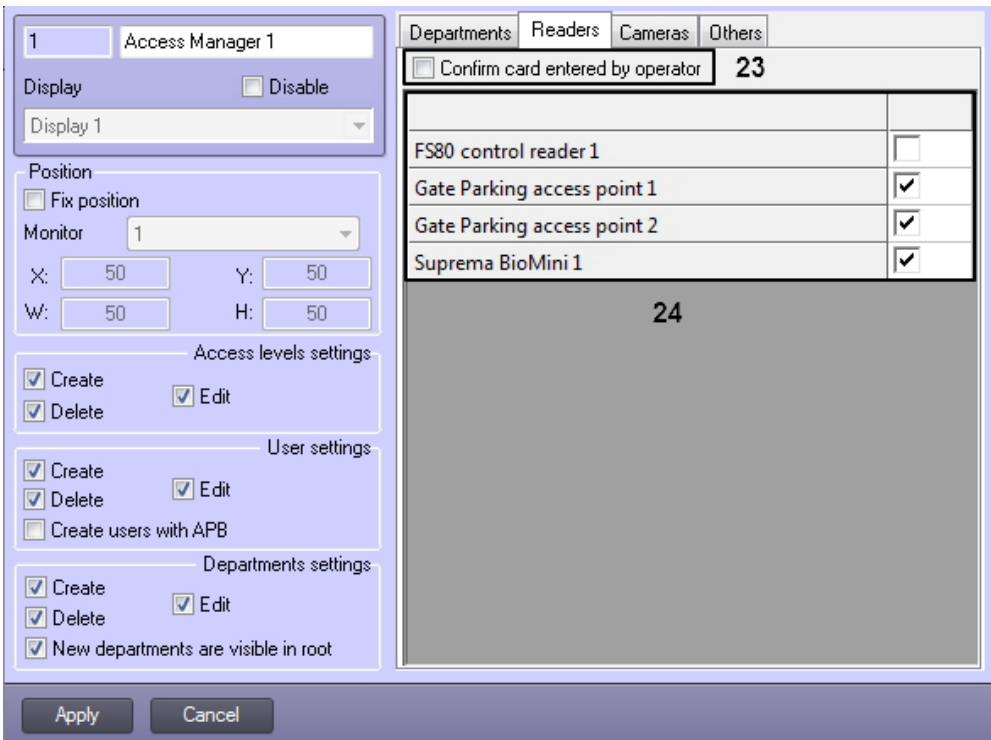 1
Access Manager 1
Display
Disable
Display 1
Position
Fix position
Monitor
1
X: 50 Y: 50
W: 50 H: 50
Access levels settings
Create
Edit
Delete
User settings
Create
Edit
Delete
Create users with APB
Departments settings
Create
Edit
Delete
New departments are visible in root
Departments Readers Cameras Others
Confirm card entered by operator 23
FS80 control reader 1
Gate Parking access point 1
Gate Parking access point 2
Suprema BioMini 1
24
Apply Cancel